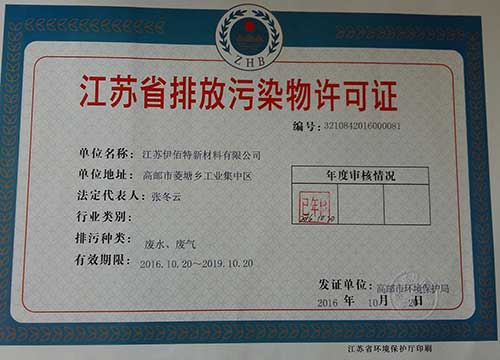 ZHB
江苏省排放污染物许可证
编号：3210842016000081
单位名称：江苏伊佰特新材料有限公司
单位地址：高邮市菱塘乡工业集中区
法定代表人：张冬云
行业类别：
排污种类：废水、废气
有效期限：2016.10.20～2019.10.20
年度审核情况
已年检
发证单位：高邮市环境保护局
2016 年 10 月 20 日
江苏省环境保护厅印制